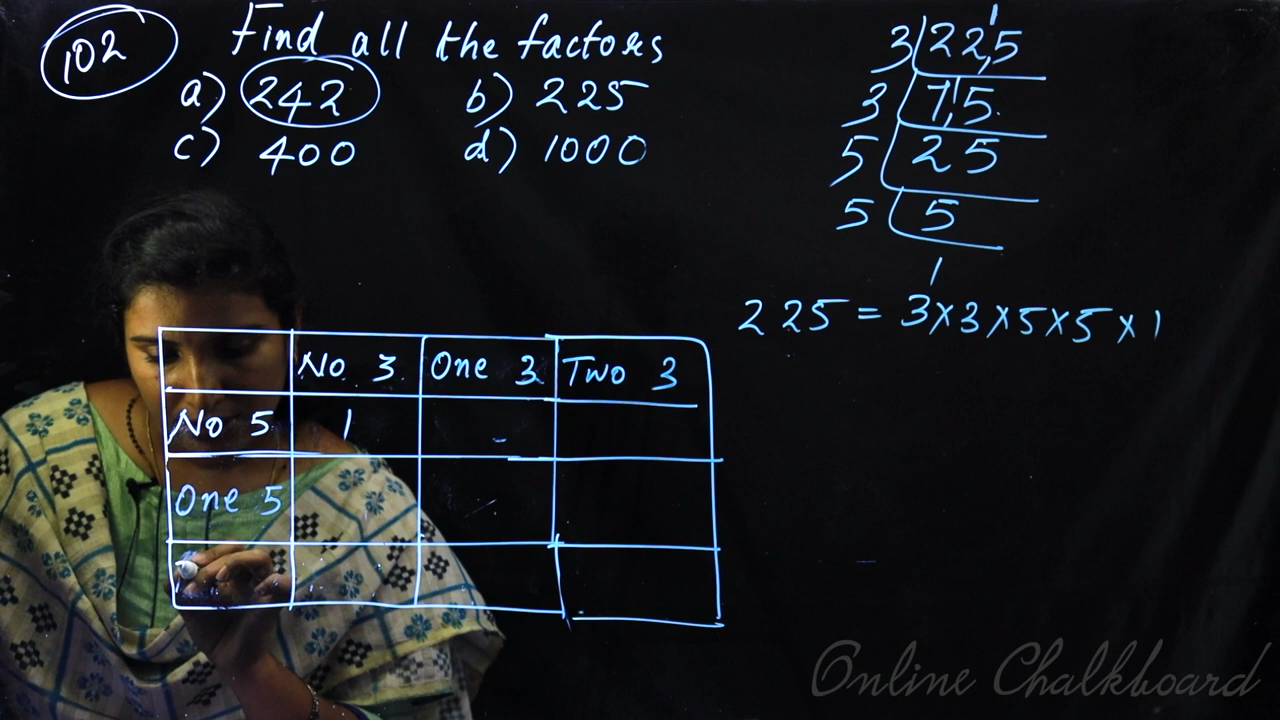 102
Find all the factors
a) 242 b) 225
c) 400 d) 1000
3 225
3 75
5 25
5 5
1
225 = 3×3×5×5×1
No 3 One 3 Two 3
No 5 1
One 5
Online Chalkboard